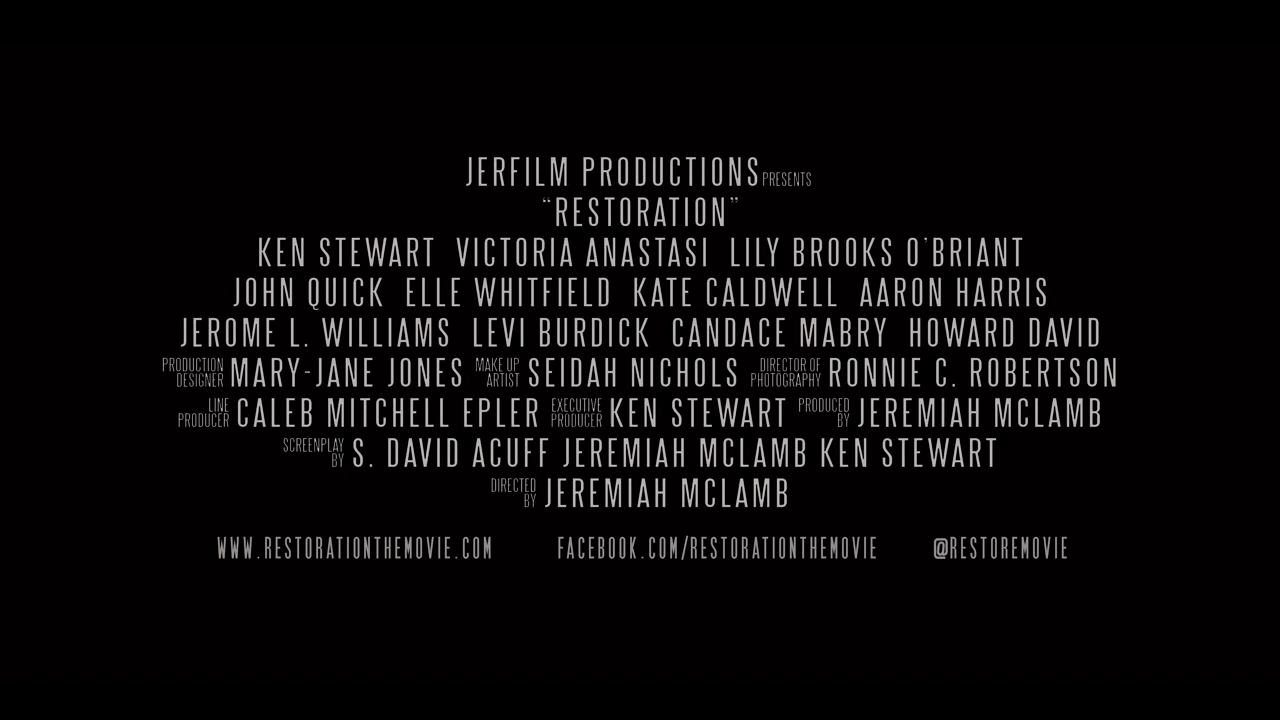 JERFILM PRODUCTIONS PRESENTS
“RESTORATION”
KEN STEWART VICTORIA ANASTASI LILY BROOKS O'BRIANT
JOHN QUICK ELLE WHITFIELD KATE CALDWELL AARON HARRIS
JEROME L. WILLIAMS LEVI BURDICK CANDACE MABRY HOWARD DAVID
PRODUCTION DESIGNER MARY-JANE JONES MAKE UP ARTIST SEIDAH NICHOLS DIRECTOR OF PHOTOGRAPHY RONNIE C. ROBERTSON
LINE PRODUCER CALEB MITCHELL EPLER EXECUTIVE PRODUCER KEN STEWART PRODUCED BY JEREMIAH MCLAMB
SCREENPLAY BY S. DAVID ACUFF JEREMIAH MCLAMB KEN STEWART
DIRECTED BY JEREMIAH MCLAMB
WWW.RESTORATIONTHEMOVIE.COM FACEBOOK.COM/RESTORATIONTHEMOVIE @RESTOREMOVIE